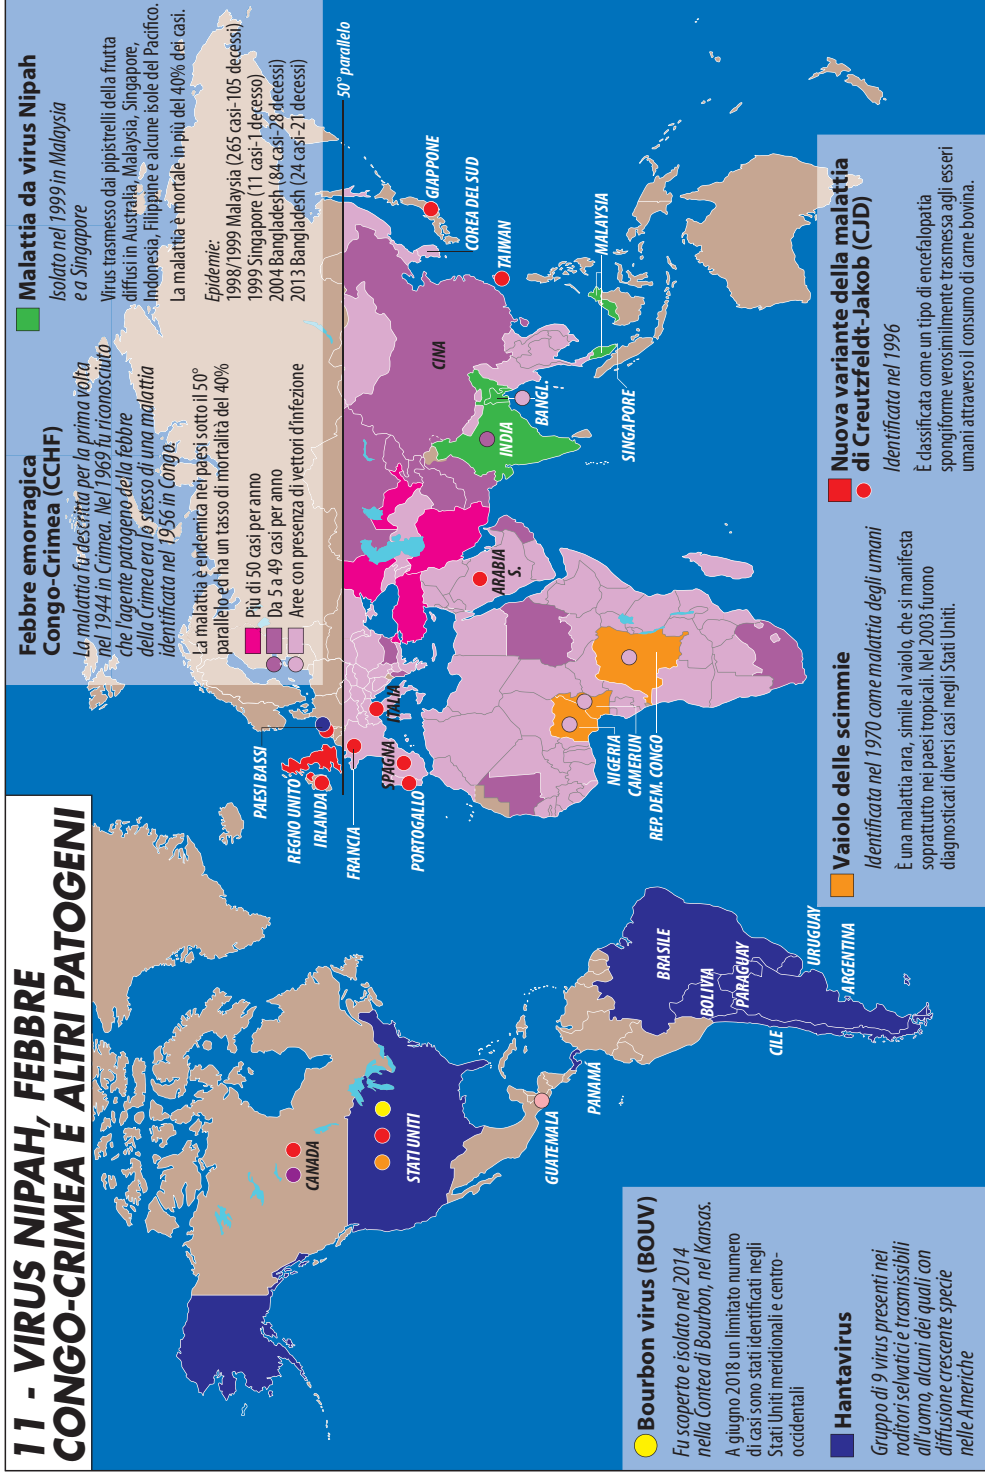 11 - VIRUS NIPAH, FEBBRE
CONGO-CRIMEA E ALTRI PATOGENI
Febbre emorragica
Congo-Crimea (CCHF)
La malattia fu descritta per la prima volta
nel 1944 in Crimea. Nel 1969 fu riconosciuto
che l'agente patogeno della febbre
della Crimea era lo stesso di una malattia
identificata nel 1956 in Congo.
La malattia è endemica nei paesi sotto il 50°
parallelo ed ha un tasso di mortalità del 40%
Più di 50 casi per anno
Da 5 a 49 casi per anno
Aree con presenza di vettori d'infezione
Malattia da virus Nipah
Isolato nel 1999 in Malaysia
e a Singapore
Virus trasmesso dai pipistrelli della frutta
diffusi in Australia, Malaysia, Singapore,
Indonesia, Filippine alcune isole del Pacifico.
La malattia è mortale in più del 40% dei casi.
Epidemie:
1998/1999 Malaysia (265 casi-105 decessi)
1999 Singapore (11 casi-1 decesso)
2004 Bangladesh (84 casi-28 decessi)
2013 Bangladesh (24 casi-21 decessi)
50° parallelo
PAESI BASSI
REGNO UNITO
IRLANDA
FRANCIA
SPAGNA
PORTOGALLO
ITALIA
CINA
GIAPPONE
COREA DEL SUD
TAIWAN
INDIA
BANGL.
MALAYSIA
SINGAPORE
ARABIA
S.
NIGERIA
CAMERUN
REP. DEM. CONGO
CANADA
STATI UNITI
GUATEMALA
PANAMÁ
BRASILE
BOLIVIA
PARAGUAY
URUGUAY
ARGENTINA
CILE
Bourbon virus (BOUV)
Fu scoperto e isolato nel 2014
nella Contea di Bourbon, nel Kansas.
A giugno 2018 un limitato numero
di casi sono stati identificati negli
Stati Uniti meridionali e centro-
occidentali
Hantavirus
Gruppo di 9 virus presenti nei
roditori selvatici e trasmissibili
all'uomo, alcuni dei quali con
diffusione crescente specie
nelle Americhe
Vaiolo delle scimmie
Identificata nel 1970 come malattia degli umani
È una malattia rara, simile al vaiolo, che si manifesta
soprattutto nei paesi tropicali. Nel 2003 furono
diagnosticati diversi casi negli Stati Uniti.
Nuova variante della malattia
di Creutzfeldt-Jakob (CJD)
Identificata nel 1996
È classificata come un tipo di encefalopatia
spongiforme verosimilmente trasmessa agli esseri
umani attraverso il consumo di carne bovina.